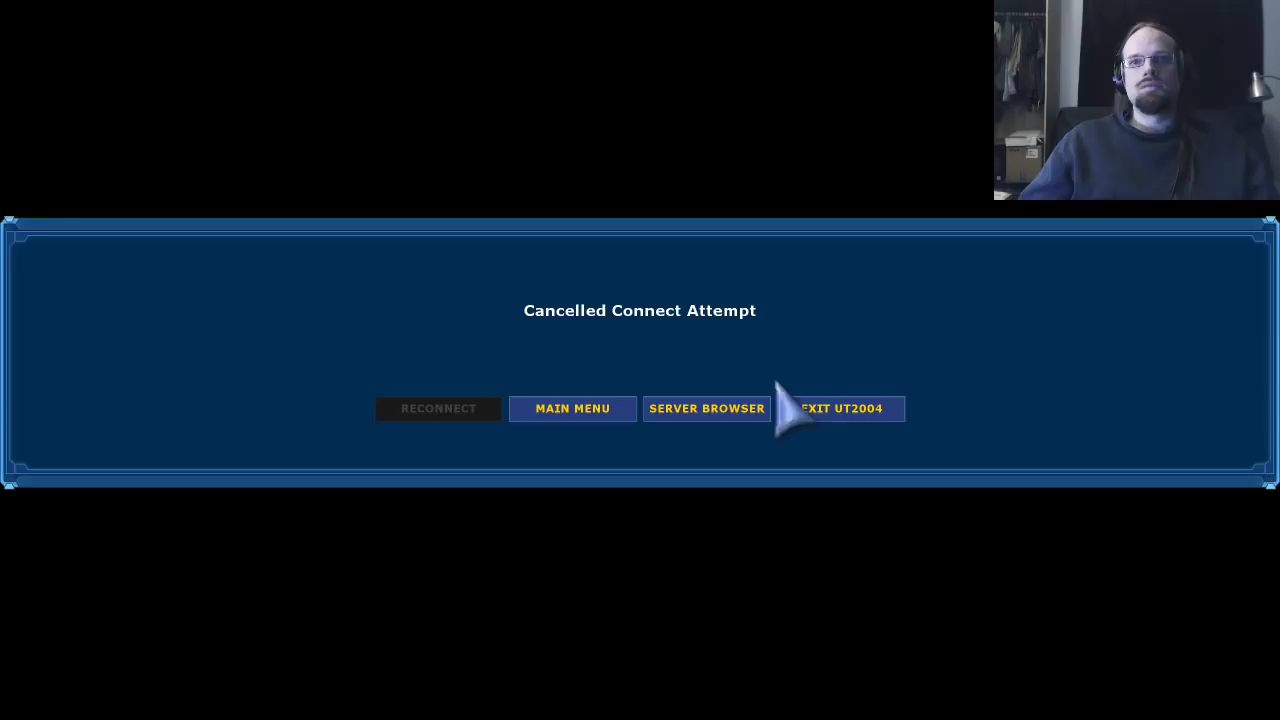 Cancelled Connect Attempt
RECONNECT
MAIN MENU
SERVER BROWSER
EXIT UT2004